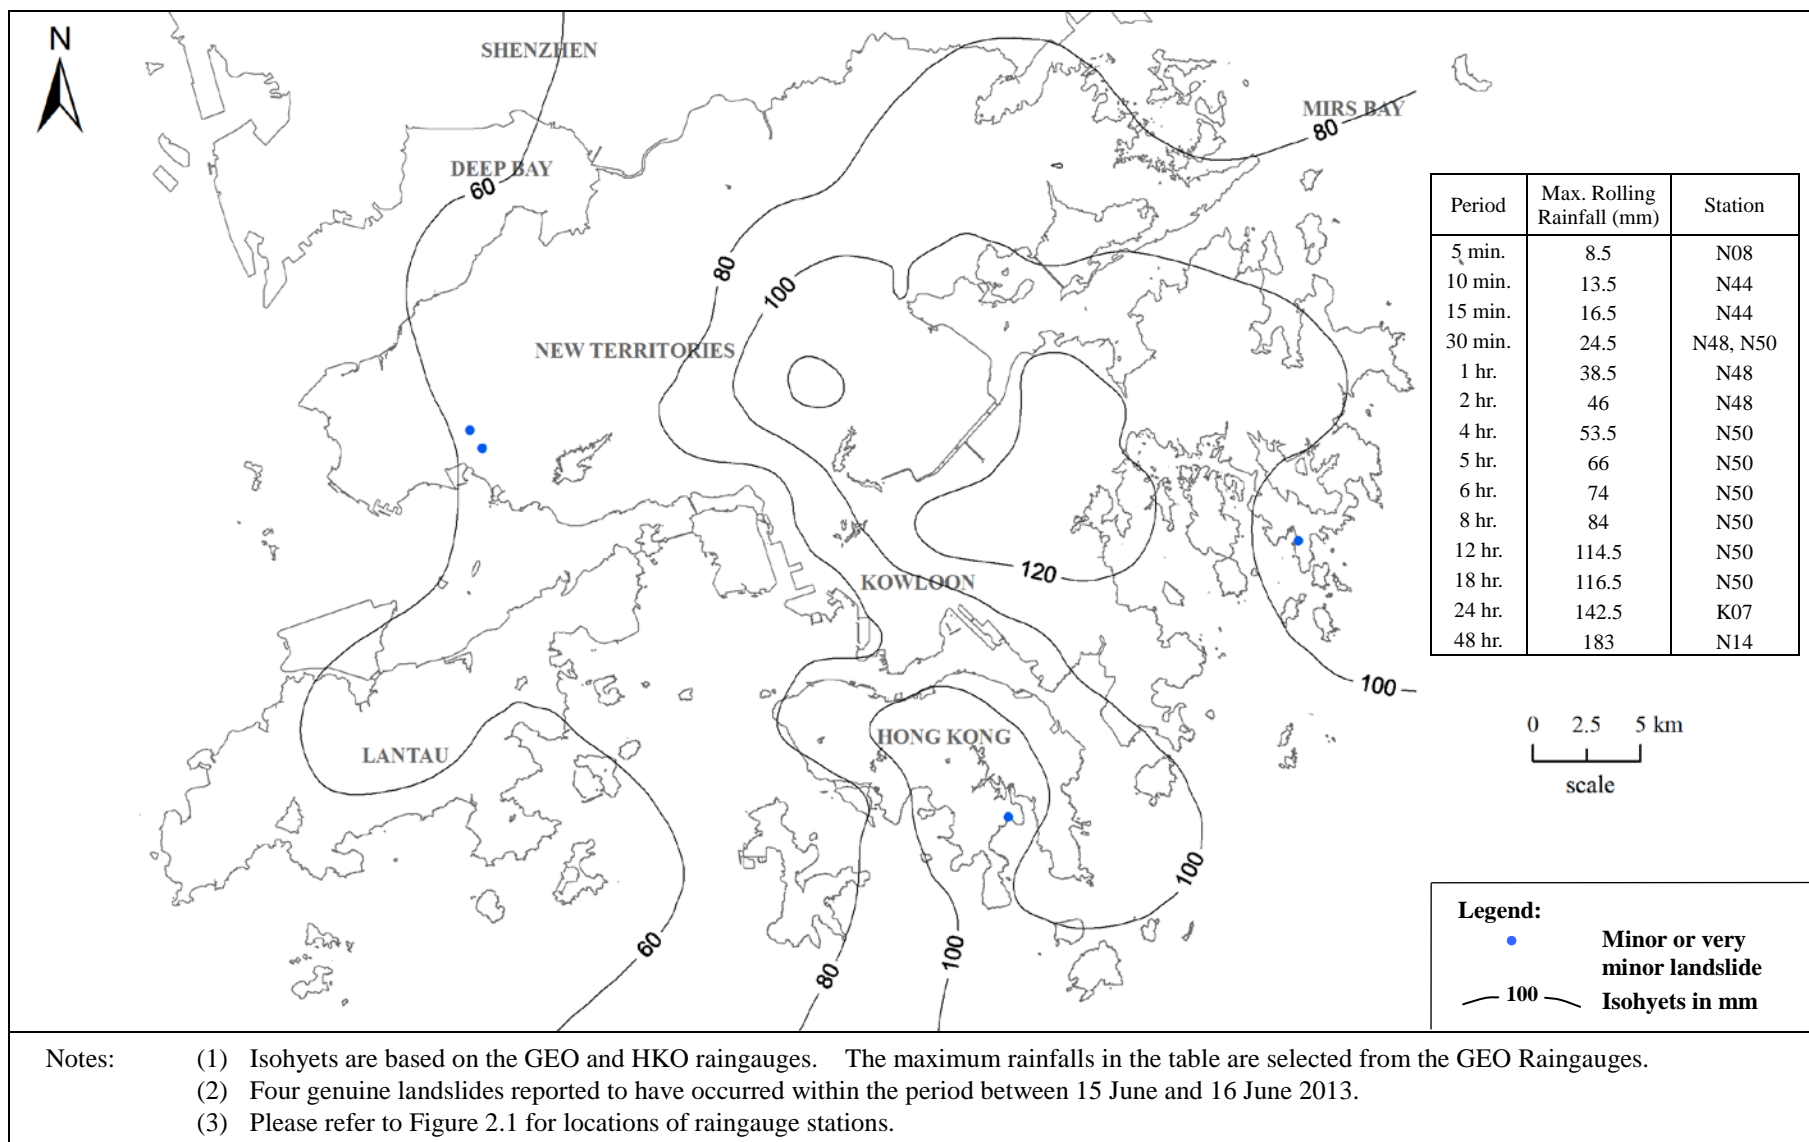 N
SHENZHEN
MIRS BAY
80
DEEP BAY
60
80
100
NEW TERRITORIES
120
KOWLOON
100
LANTAU
HONG KONG
100
60
80
100
Period Max. Rolling Rainfall (mm) Station
5 min. 8.5 N08
10 min. 13.5 N44
15 min. 16.5 N44
30 min. 24.5 N48, N50
1 hr. 38.5 N48
2 hr. 46 N48
4 hr. 53.5 N50
5 hr. 66 N50
6 hr. 74 N50
8 hr. 84 N50
12 hr. 114.5 N50
18 hr. 116.5 N50
24 hr. 142.5 K07
48 hr. 183 N14
0 2.5 5 km
scale
Legend:
Minor or very
minor landslide
100 Isohyets in mm
Notes: (1) Isohyets are based on the GEO and HKO raingauges. The maximum rainfalls in the table are selected from the GEO Raingauges.
(2) Four genuine landslides reported to have occurred within the period between 15 June and 16 June 2013.
(3) Please refer to Figure 2.1 for locations of raingauge stations.